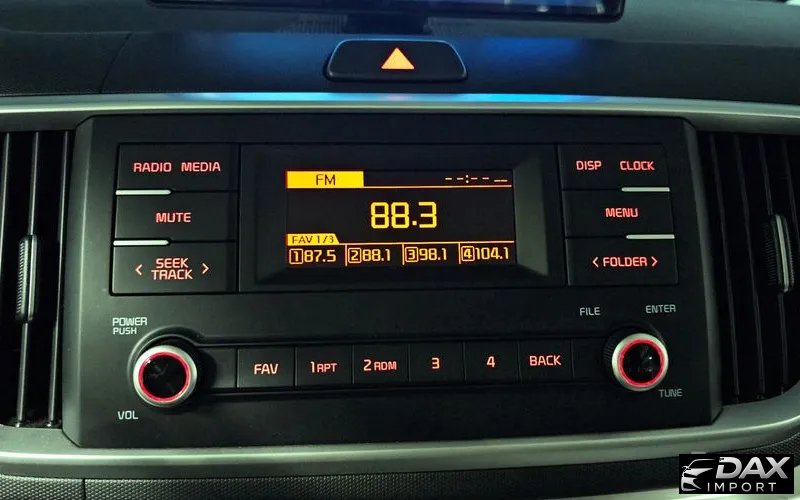 RADIO MEDIA
MUTE
< SEEK >
TRACK
FM --:--
88.3
FAV 1/3
1 87.5 2 88.1 3 98.1 4 104.1
DISP CLOCK
MENU
< FOLDER >
POWER
PUSH
VOL
FAV 1 RPT 2 RDM 3 4 BACK
FILE ENTER
TUNE
DAX
IMPORT